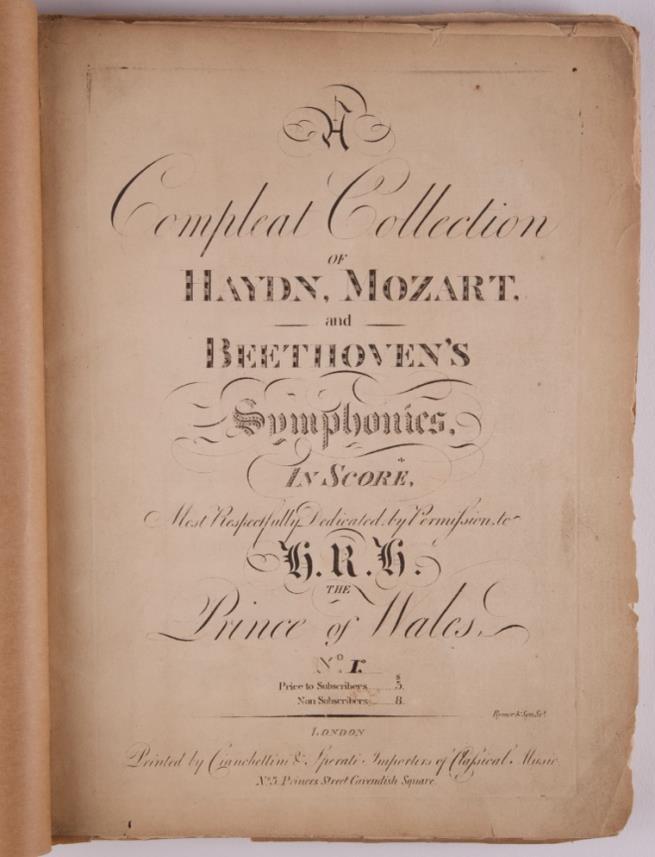 A
Compleat Collection
OF
HAYDN, MOZART,
and
BEETHOVEN'S
Symphonies,
IN SCORE,
Most Respectfully Dedicated, by Permission, to
H.R.H.
THE
Prince of Wales,
No. 1.
s
Price to Subscribers 5.
Non Subscribers 8.
LONDON
Printed by Cianchettini & Sperati Importers of Classical Music
No. 5 Princes Street Cavendish Square.